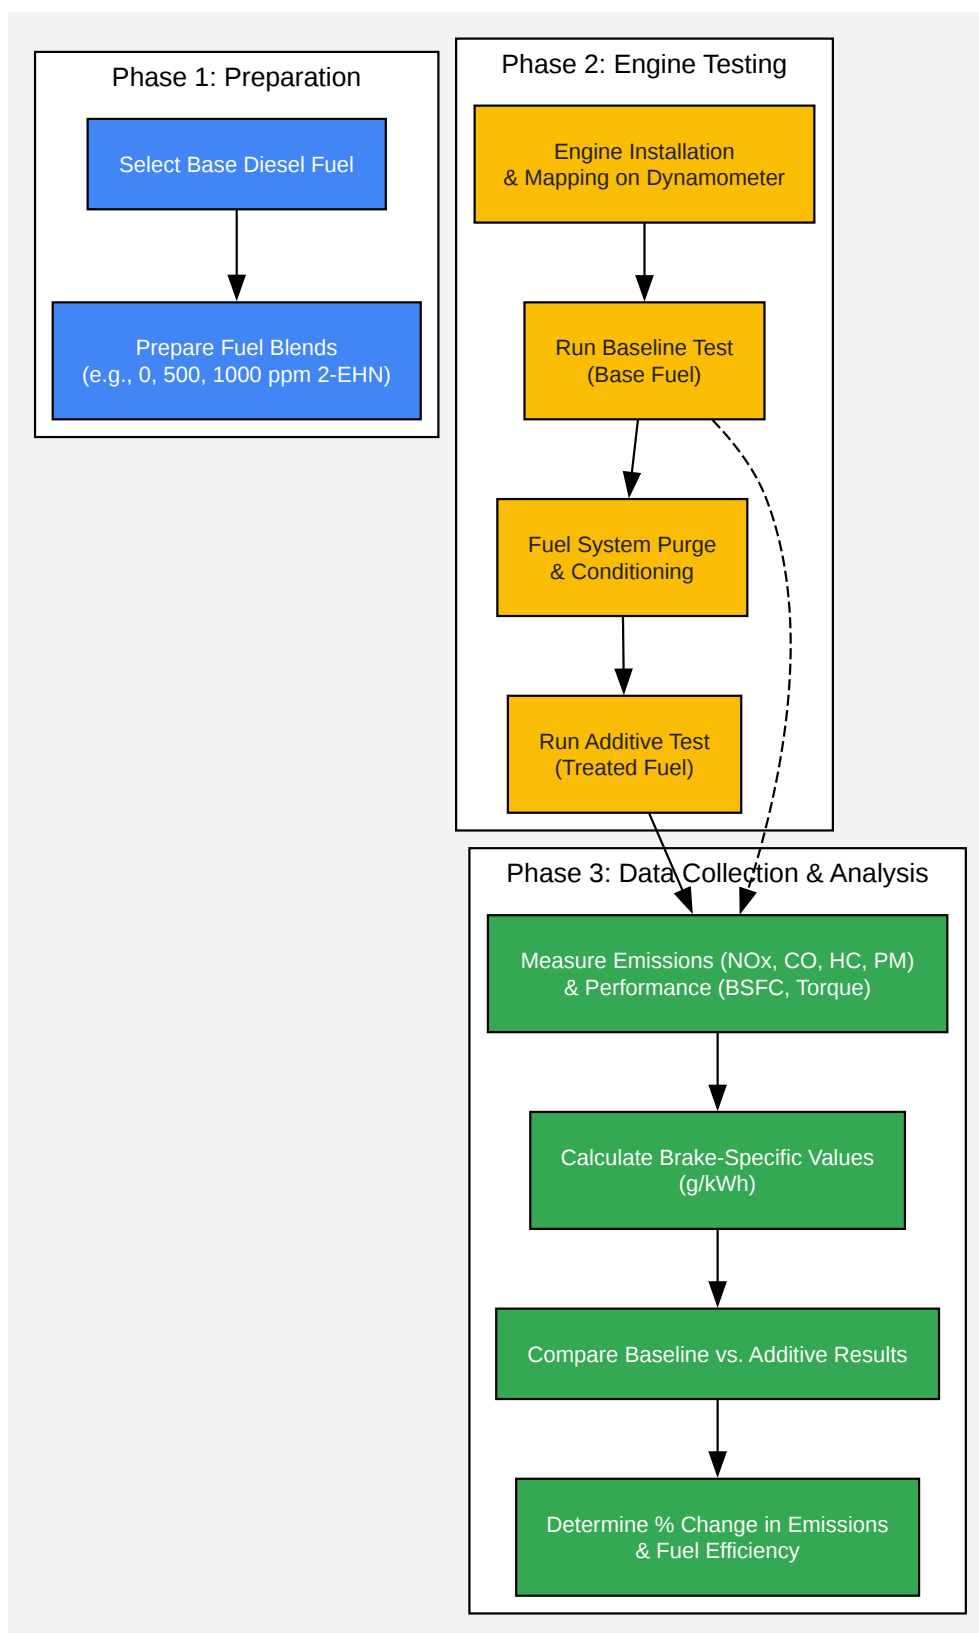 Phase 1: Preparation
Select Base Diesel Fuel
Prepare Fuel Blends
(e.g., 0, 500, 1000 ppm 2-EHN)
Phase 2: Engine Testing
Engine Installation
& Mapping on Dynamometer
Run Baseline Test
(Base Fuel)
Fuel System Purge
& Conditioning
Run Additive Test
(Treated Fuel)
Phase 3: Data Collection & Analysis
Measure Emissions (NOx, CO, HC, PM)
& Performance (BSFC, Torque)
Calculate Brake-Specific Values
(g/kWh)
Compare Baseline vs. Additive Results
Determine % Change in Emissions
& Fuel Efficiency